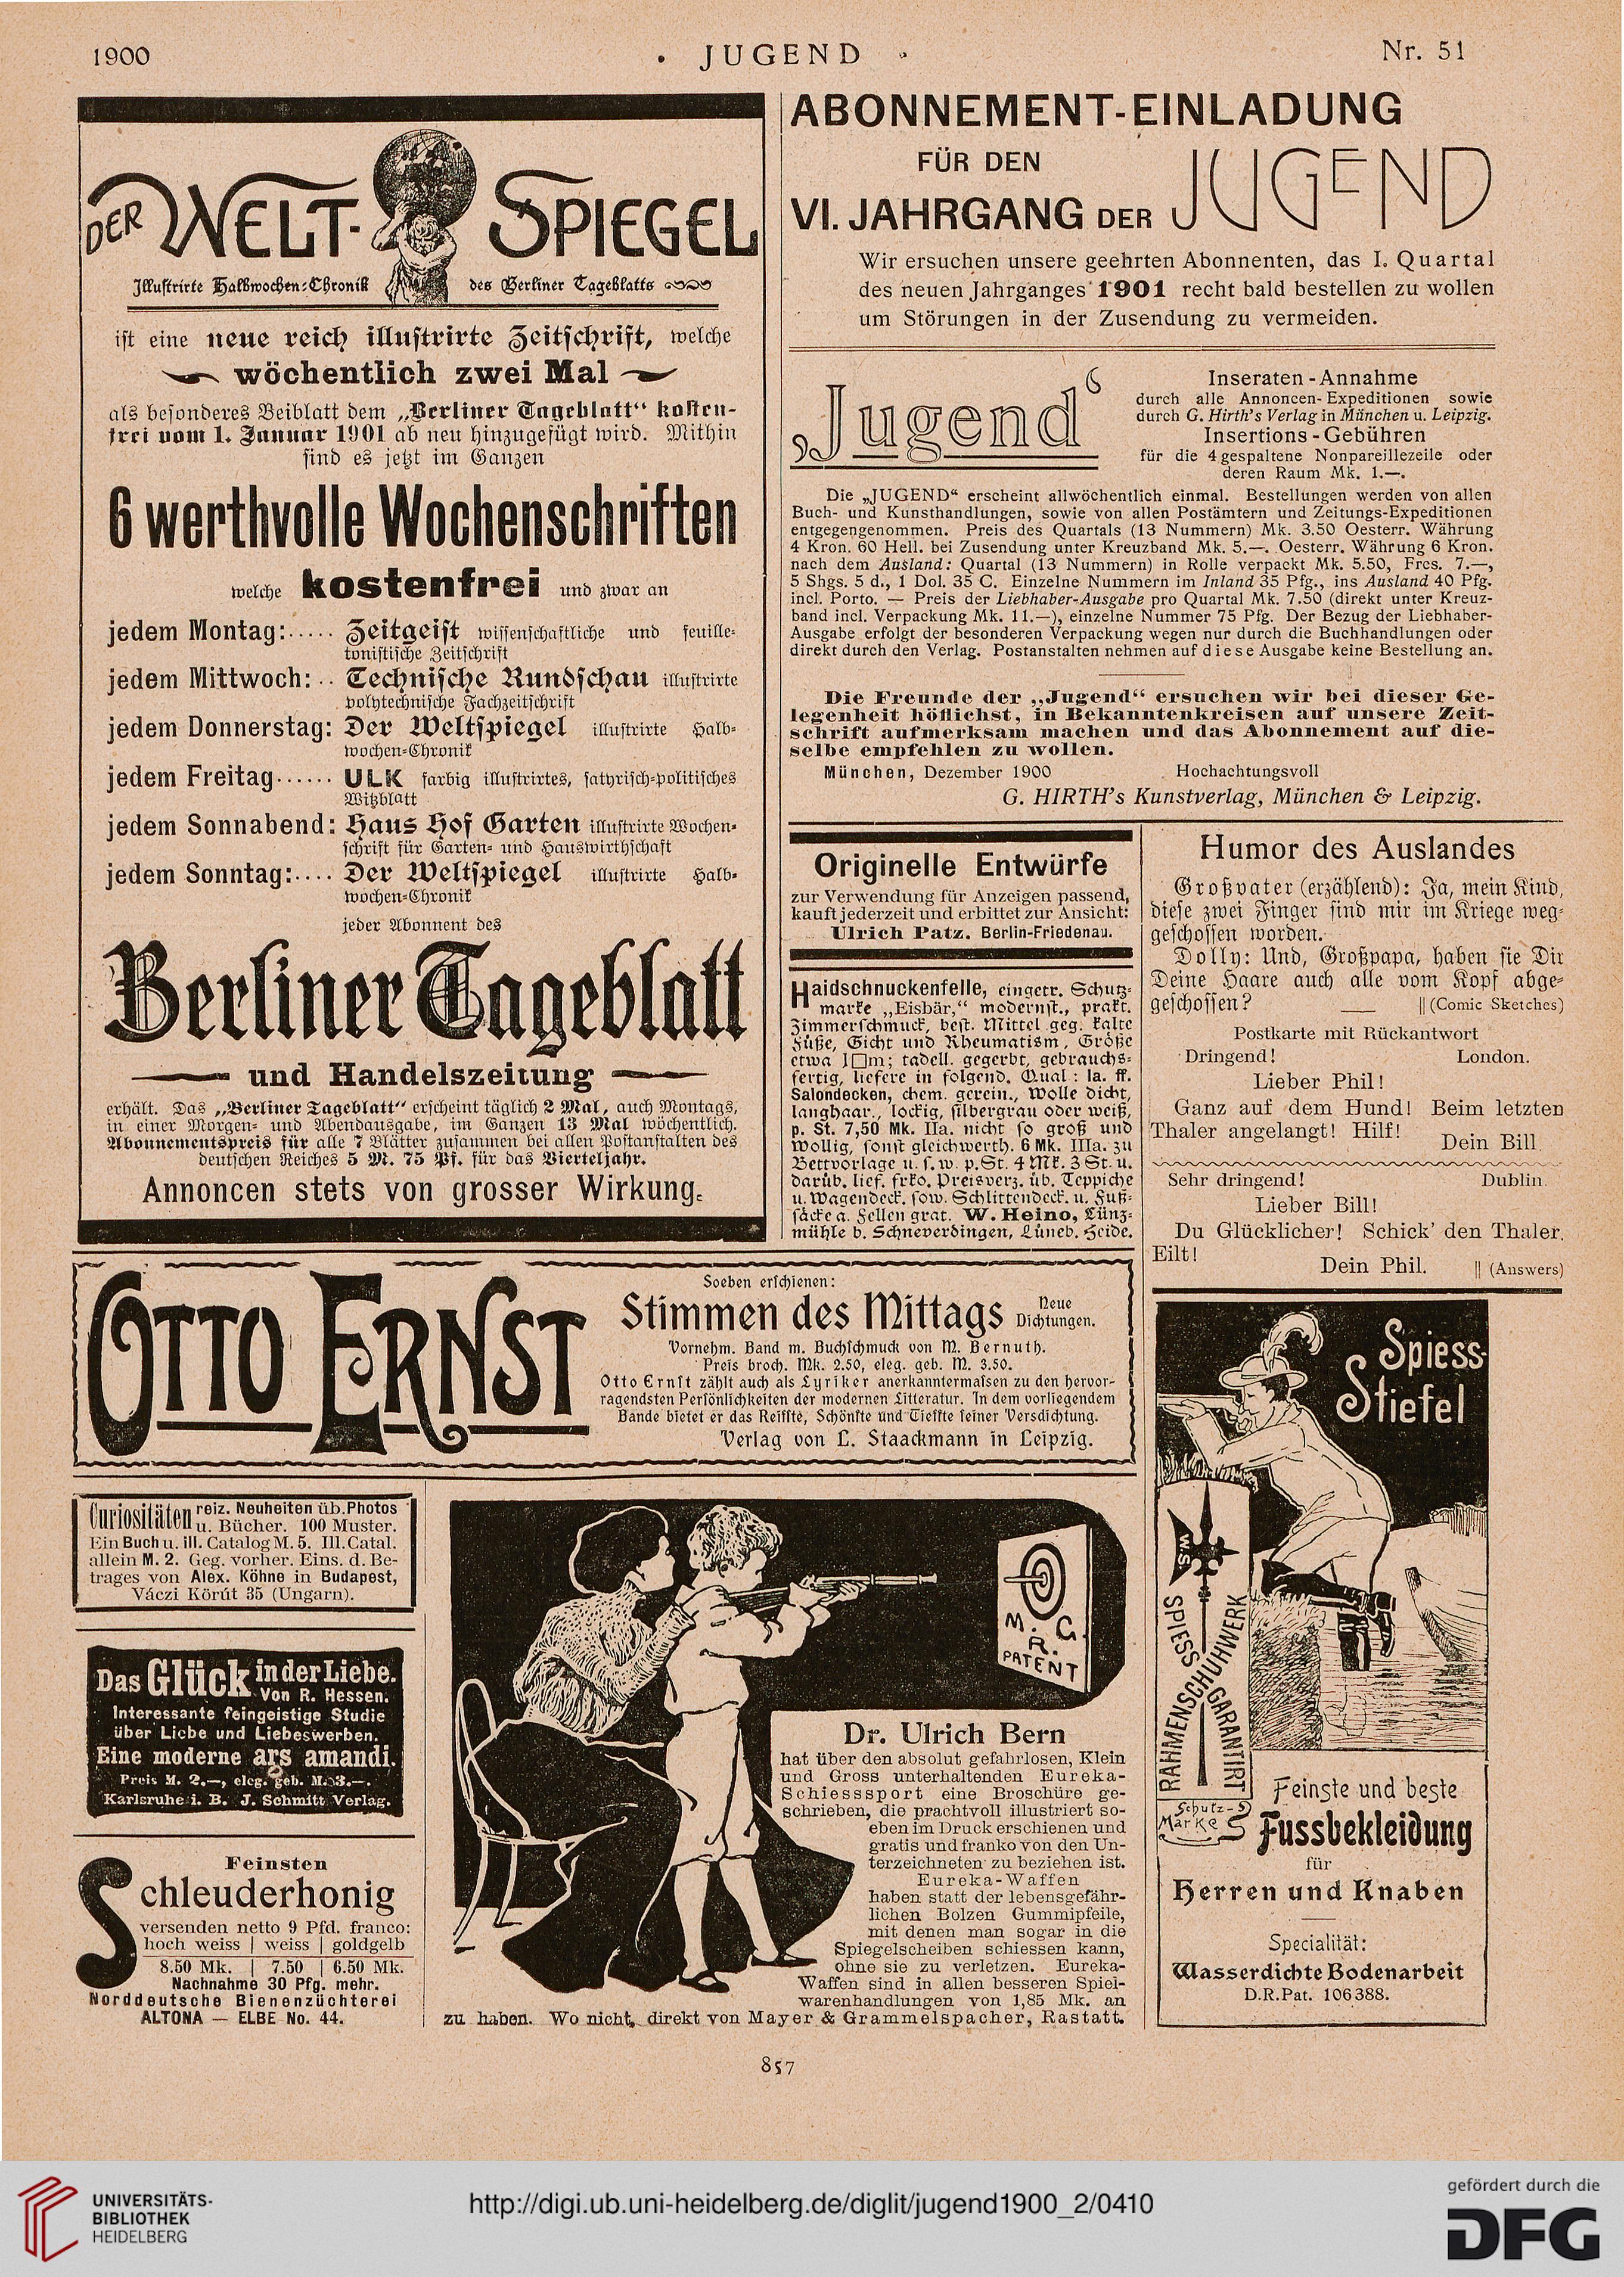 1900
• JUGEND •
Nr. 51
DER WELT-SPIEGEL
Illustrirte Halbwochen-Chronik des Berliner Tageblatts
ist eine neue reich illustrirte Zeitschrift, welche
wöchentlich zwei Mal
als besonderes Beiblatt dem „Berliner Tageblatt“ kosten-
frei vom 1. Januar 1901 ab neu hinzugefügt wird. Mithin
sind es jetzt im Ganzen
6 werthvolle Wochenschriften
welche kostenfrei und zwar an
jedem Montag:..... Zeitgeist wissenschaftliche und feuille-
tonistische Zeitschrift
jedem Mittwoch: .. Technische Rundschau illustrirte
polytechnische Fachzeitschrift
jedem Donnerstag: Der Weltspiegel illustrirte Halb-
wochen-Chronik
jedem Freitag...... ULK farbig illustrirtes, satyrisch-politisches
Witzblatt
jedem Sonnabend: Haus Hof Garten illustrirte Wochen-
schrift für Garten- und Hauswirthschaft
jedem Sonntag:.... Der Weltspiegel illustrirte Halb-
wochen-Chronik
jeder Abonnent des
Berliner Tageblatt
und Handelszeitung
erhält. Das „Berliner Tageblatt“ erscheint täglich 2 Mal, auch Montags,
in einer Morgen- und Abendausgabe, im Ganzen 13 Mal wöchentlich.
Abonnementspreis für alle 7 Blätter zusammen bei allen Postanstalten des
deutschen Reiches 5 M. 75 Pf. für das Vierteljahr.
Annoncen stets von grosser Wirkung.
ABONNEMENT-EINLADUNG
FÜR DEN
VI. JAHRGANG DER JUGEND
Wir ersuchen unsere geehrten Abonnenten, das I. Quartal
des neuen Jahrganges 1901 recht bald bestellen zu wollen
um Störungen in der Zusendung zu vermeiden.
„Jugend“
Inseraten-Annahme
durch alle Annoncen-Expeditionen sowie
durch G. Hirth's Verlag in München u. Leipzig.
Insertions-Gebühren
für die 4 gespaltene Nonpareillezeile oder
deren Raum Mk. 1.—.
Die „JUGEND“ erscheint allwöchentlich einmal. Bestellungen werden von allen
Buch- und Kunsthandlungen, sowie von allen Postämtern und Zeitungs-Expeditionen
entgegengenommen. Preis des Quartals (13 Nummern) Mk. 3.50 Oesterr. Währung
4 Kron. 60 Hell. bei Zusendung unter Kreuzband Mk. 5.—. Oesterr. Währung 6 Kron.
nach dem Ausland: Quartal (13 Nummern) in Rolle verpackt Mk. 5.50, Frcs. 7.—,
5 Shgs. 5 d., 1 Dol. 35 C. Einzelne Nummern im Inland 35 Pfg., ins Ausland 40 Pfg.
incl. Porto. — Preis der Liebhaber-Ausgabe pro Quartal Mk. 7.50 (direkt unter Kreuz-
band incl. Verpackung Mk. 11.—), einzelne Nummer 75 Pfg. Der Bezug der Liebhaber-
Ausgabe erfolgt der besonderen Verpackung wegen nur durch die Buchhandlungen oder
direkt durch den Verlag. Postanstalten nehmen auf diese Ausgabe keine Bestellung an.
Die Freunde der „Jugend“ ersuchen wir bei dieser Ge-
legenheit höflichst, in Bekanntenkreisen auf unsere Zeit-
schrift aufmerksam machen und das Abonnement auf die-
selbe empfehlen zu wollen.
München, Dezember 1900 Hochachtungsvoll
G. HIRTH's Kunstverlag, München & Leipzig.
Originelle Entwürfe
zur Verwendung für Anzeigen passend,
kauft jederzeit und erbittet zur Ansicht:
Ulrich Patz. Berlin-Friedenau.
Haidschnuckenfelle, eingetr. Schutz-
marke „Eisbär,“ modernst., prakt.
Zimmerschmuck, best. Mittel geg. kalte
Füße, Gicht und Rheumatism, Größe
etwa 1□m; tadell. gegerbt, gebrauchs-
fertig, liefere in folgend. Qual: Ia. ff.
Salondecken, chem. gerein., Wolle dicht,
langhaar., lockig, silbergrau oder weiß,
p. St. 7,50 Mk. IIa. nicht so groß und
wollig, sonst gleichwerth. 6 Mk. IIIa. zu
Bettvorlage u. s. w. p. St. 4 Mk. 3 St. u.
darüb. lief. frko. Preisverz. üb. Teppiche
u. Wagendeck. sow. Schlittendeck. u. Fuß-
säcke a. Fellen grat. W. Heino, Lünz-
mühle b. Schneverdingen, Lüneb. Heide.
Humor des Auslandes
Großvater (erzählend): Ja, mein Kind,
diese zwei Finger sind mir im Kriege weg-
geschossen worden.
Dolly: Und, Großpapa, haben sie Dir
Deine Haare auch alle vom Kopf abge-
geschossen? || (Comic Sketches)
Postkarte mit Rückantwort
Dringend! London.
Lieber Phil!
Ganz auf dem Hund! Beim letzten
Thaler angelangt! Hilf!
Dein Bill
Sehr dringend! Dublin
Lieber Bill!
Du Glücklicher! Schick' den Thaler.
Eilt!
Dein Phil. || (Answers)
OTTO ERNST
Soeben erschienen:
Stimmen des Mittags Neue Dichtungen.
Vornehm. Band m. Buchschmuck von M. Bernuth.
Preis broch. Mk. 2.50, eleg. geb. M. 3.50.
Otto Ernst zählt auch als Lyriker anerkanntermassen zu den hervor-
ragendsten Persönlichkeiten der modernen Litteratur. In dem vorliegendem
Bande bietet er das Reifste, Schönste und Tiefste seiner Versdichtung.
Verlag von L. Staackmann in Leipzig.
Curiositäten reiz. Neuheiten üb. Photos
u. Bücher. 100 Muster.
Ein Buch u. ill. Catalog M. 5. Ill. Catal.
allein M. 2. Geg. vorher. Eins. d. Be-
trages von Alex. Köhne in Budapest,
Váczi Körút 35 (Ungarn).
Das Glück in der Liebe.
Von R. Hessen.
Interessante feingeistige Studie
über Liebe und Liebeswerben.
Eine moderne ars amandi.
Preis M. 2.—, eleg. geb. M. 3.—.
Karlsruhe i. B. J. Schmitt Verlag.
Feinsten
Schleuderhonig
versenden netto 9 Pfd. franco:
hoch weiss | weiss | goldgelb
8.50 Mk. | 7.50 | 6.50 Mk.
Nachnahme 30 Pfg. mehr.
Norddeutsche Bienenzüchterei
ALTONA — ELBE No. 44.
M. G.
R.
PATENT
Dr. Ulrich Bern
hat über den absolut gefahrlosen, Klein
und Gross unterhaltenden Eureka-
Schiesssport eine Broschüre ge-
schrieben, die prachtvoll illustriert so-
eben im Druck erschienen und
gratis und franko von den Un-
terzeichneten zu beziehen ist.
Eureka-Waffen
haben statt der lebensgefähr-
lichen Bolzen Gummipfeile,
mit denen man sogar in die
Spiegelscheiben schiessen kann,
ohne sie zu verletzen. Eureka-
Waffen sind in allen besseren Spiel-
warenhandlungen von 1,85 Mk. an
zu haben. Wo nicht, direkt von Mayer & Grammelspacher, Rastatt.
Spiess-
Stiefel
W.S.
SPIESS
RAHMENSCHUHWERK
GARANTIRT
Schutz-
Marke
Feinste und beste
Fussbekleidung
für
Herren und Knaben
Specialität:
Wasserdichte Bodenarbeit
D.R.Pat. 106388.
857
UNIVERSITÄTS-
BIBLIOTHEK
HEIDELBERG
http://digi.ub.uni-heidelberg.de/diglit/jugend1900_2/0410
gefördert durch die
DFG